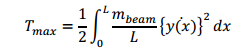 T_max = 1/2 ∫_0^L m_beam/L {y(ẋ)}² dx